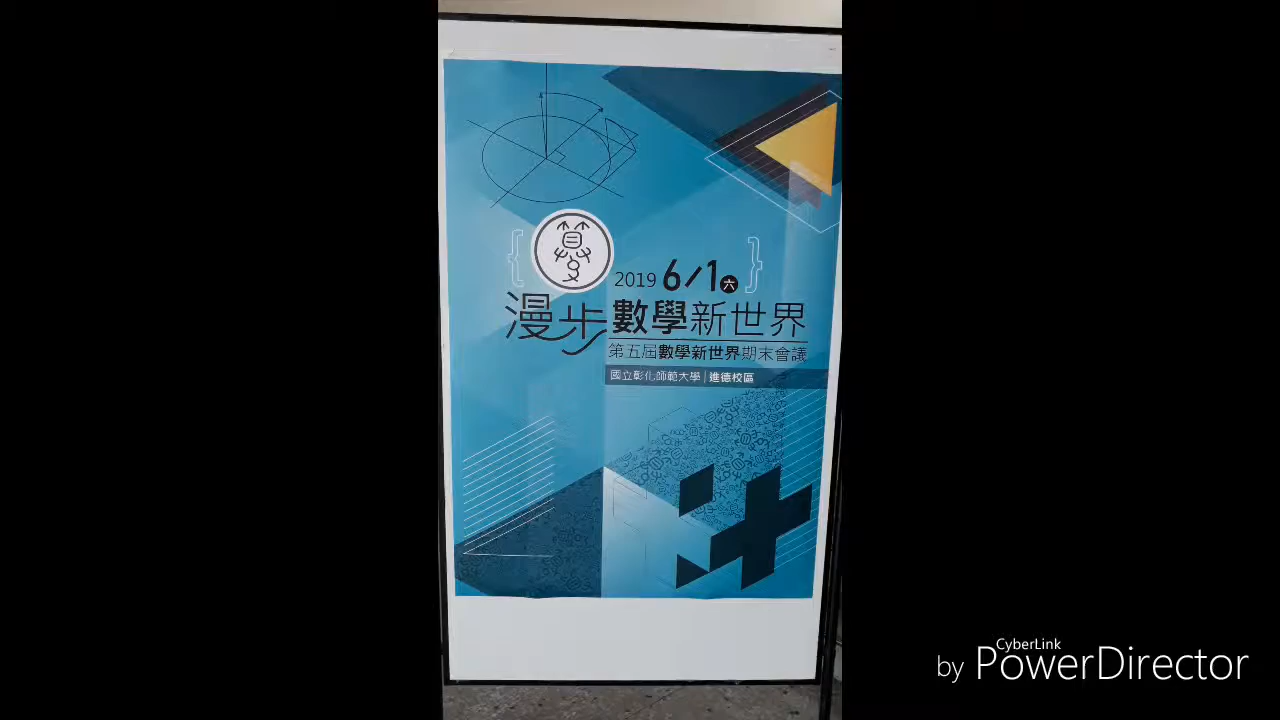 2019 6/1 六
漫步數學新世界
第五屆數學新世界期末會議
國立彰化師範大學|進德校區
CyberLink
by PowerDirector